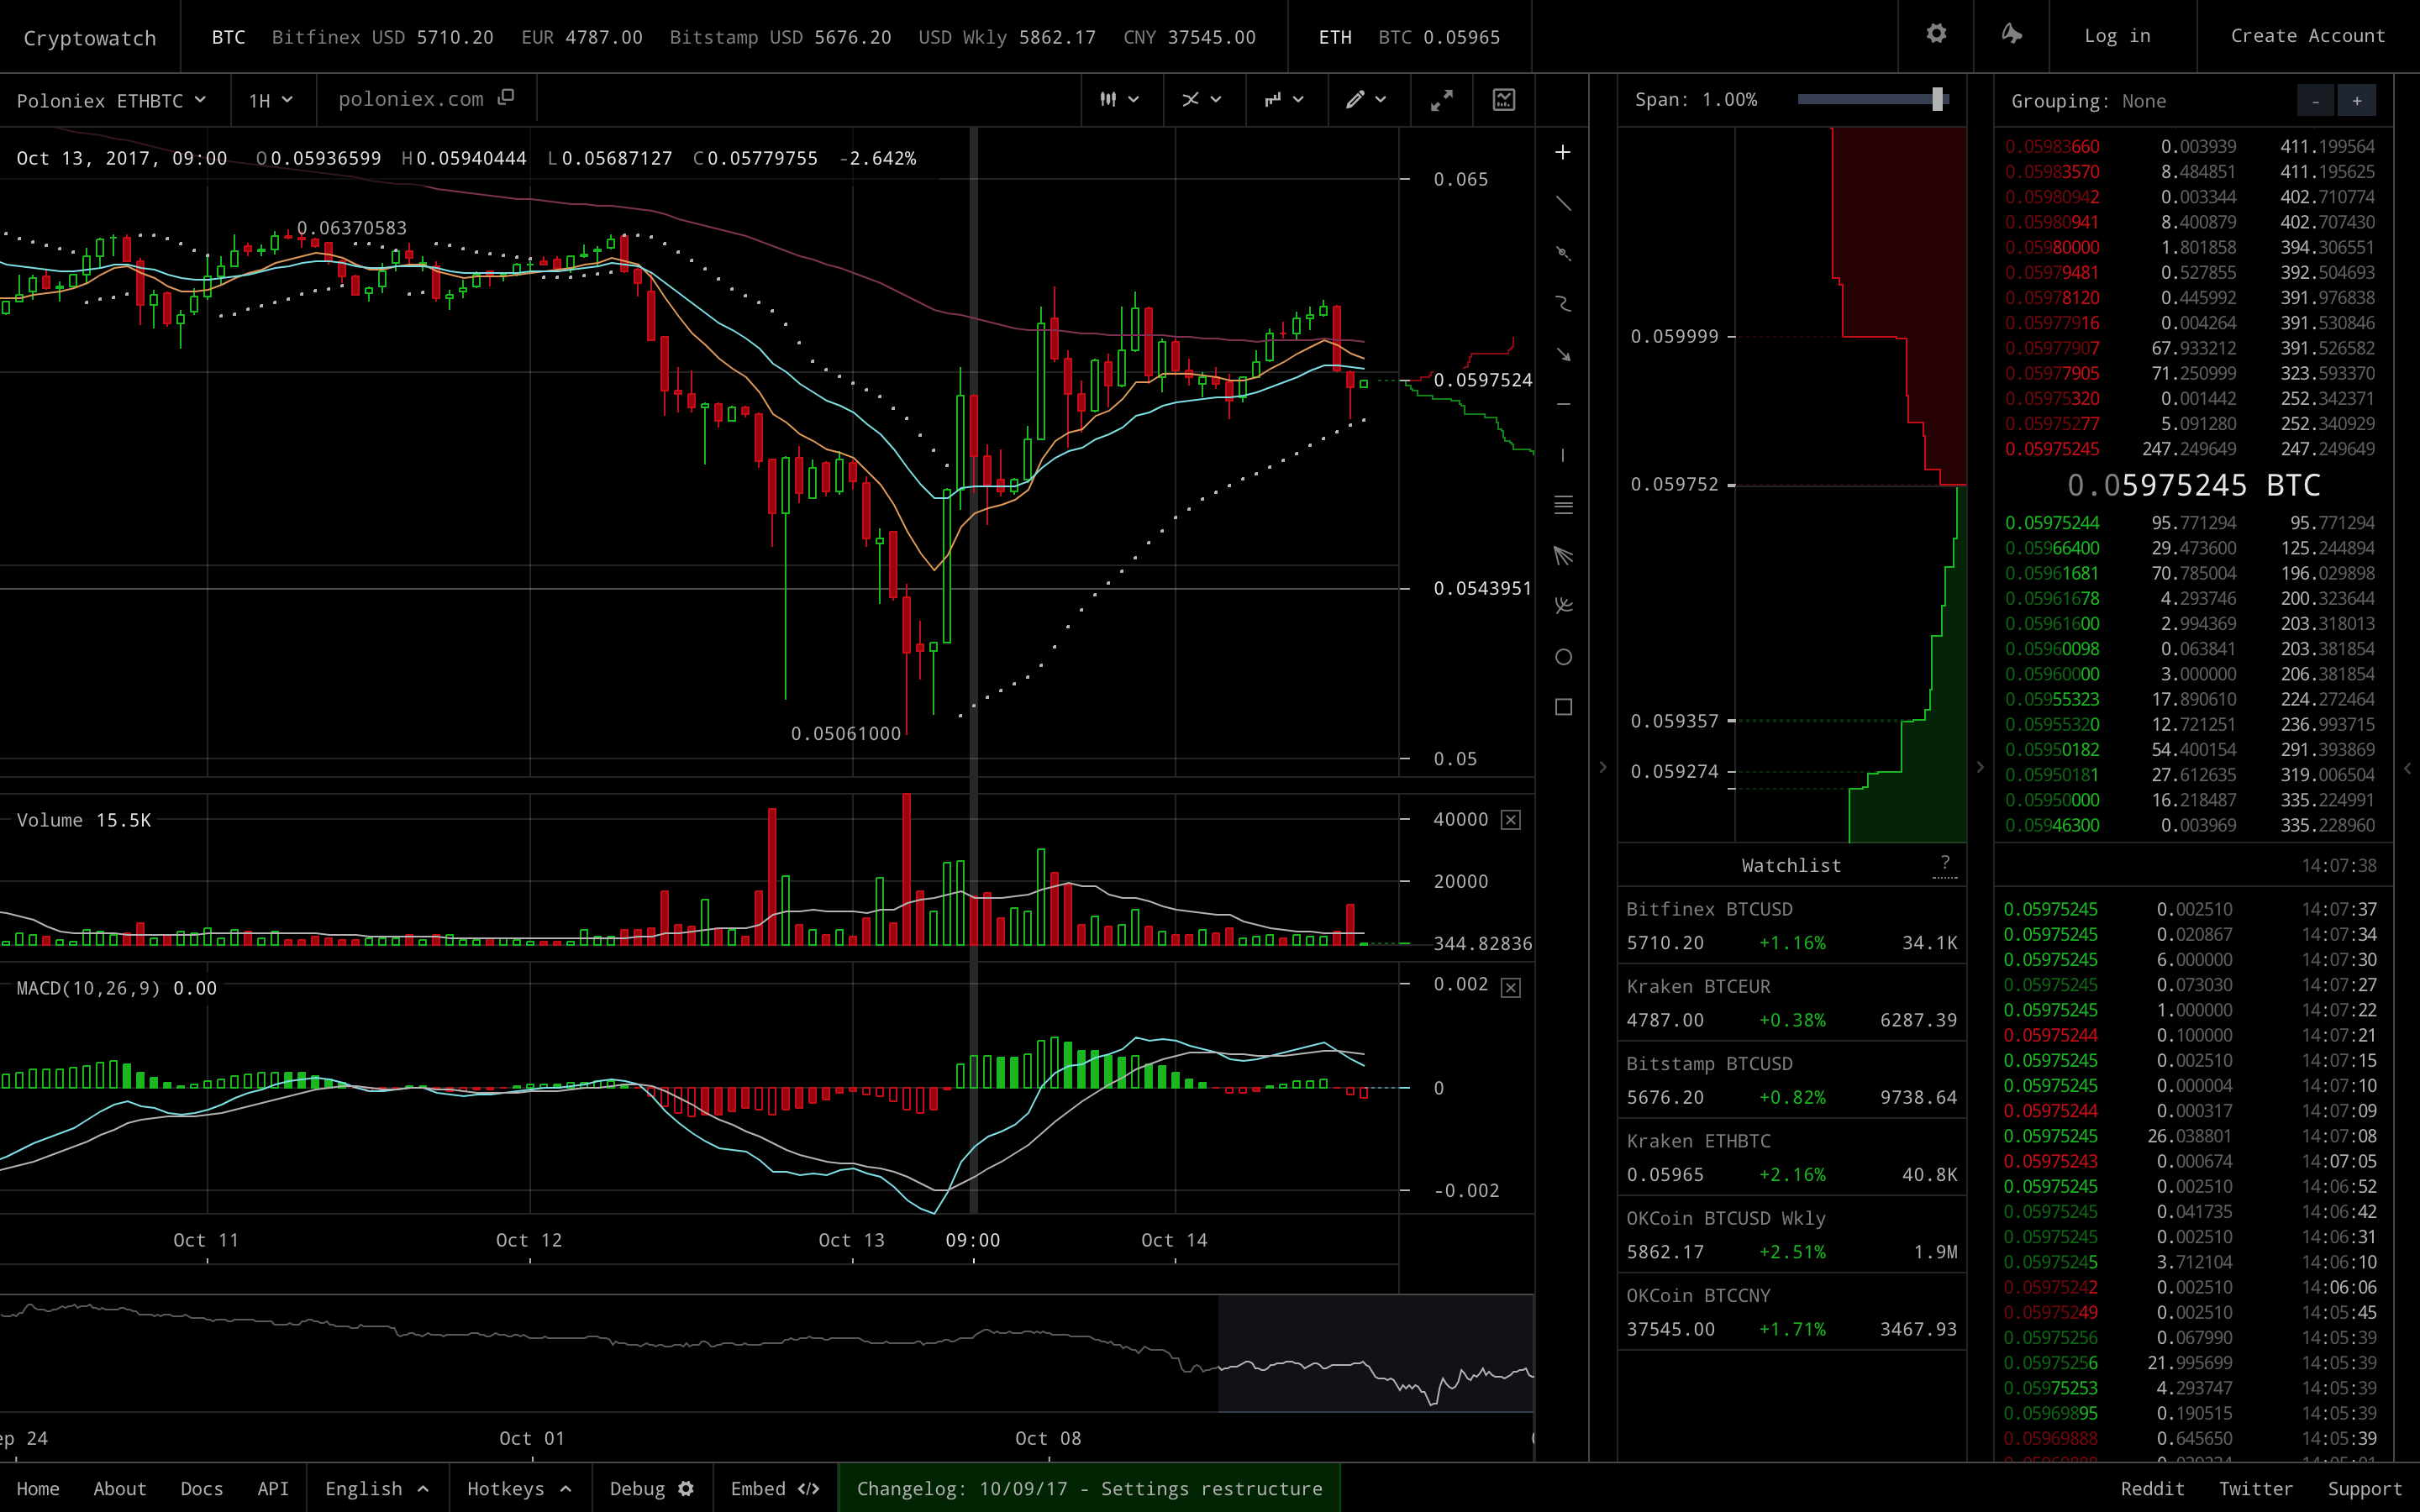 Cryptowatch
BTC Bitfinex USD 5710.20 EUR 4787.00 Bitstamp USD 5676.20 USD Wkly 5862.17 CNY 37545.00
ETH BTC 0.05965
Log in
Create Account
Poloniex ETHBTC
1H
poloniex.com
Oct 13, 2017, 09:00 O0.05936599 H0.05940444 L0.05687127 C0.05779755 -2.642%
0.06370583
0.05061000
0.065
0.0597524
0.0543951
0.05
Volume 15.5K
40000
20000
344.82836
MACD(10,26,9) 0.00
0.002
0
-0.002
Oct 11
Oct 12
Oct 13
09:00
Oct 14
ep 24
Oct 01
Oct 08
Span: 1.00%
0.059999
0.059752
0.059357
0.059274
Watchlist
?
Bitfinex BTCUSD
5710.20 +1.16% 34.1K
Kraken BTCEUR
4787.00 +0.38% 6287.39
Bitstamp BTCUSD
5676.20 +0.82% 9738.64
Kraken ETHBTC
0.05965 +2.16% 40.8K
OKCoin BTCUSD Wkly
5862.17 +2.51% 1.9M
OKCoin BTCCNY
37545.00 +1.71% 3467.93
Grouping: None
- +
0.05983660 0.003939 411.199564
0.05983570 8.484851 411.195625
0.05980942 0.003344 402.710774
0.05980941 8.400879 402.707430
0.05980000 1.801858 394.306551
0.05979481 0.527855 392.504693
0.05978120 0.445992 391.976838
0.05977916 0.004264 391.530846
0.05977907 67.933212 391.526582
0.05977905 71.250999 323.593370
0.05975320 0.001442 252.342371
0.05975277 5.091280 252.340929
0.05975245 247.249649 247.249649
0.05975245 BTC
0.05975244 95.771294 95.771294
0.05966400 29.473600 125.244894
0.05961681 70.785004 196.029898
0.05961678 4.293746 200.323644
0.05961600 2.994369 203.318013
0.05960098 0.063841 203.381854
0.05960000 3.000000 206.381854
0.05955323 17.890610 224.272464
0.05955320 12.721251 236.993715
0.05950182 54.400154 291.393869
0.05950181 27.612635 319.006504
0.05950000 16.218487 335.224991
0.05946300 0.003969 335.228960
14:07:38
0.05975245 0.002510 14:07:37
0.05975245 0.020867 14:07:34
0.05975245 6.000000 14:07:30
0.05975245 0.073030 14:07:27
0.05975245 1.000000 14:07:22
0.05975244 0.100000 14:07:21
0.05975245 0.002510 14:07:15
0.05975245 0.000004 14:07:10
0.05975244 0.000317 14:07:09
0.05975245 26.038801 14:07:08
0.05975243 0.000674 14:07:05
0.05975245 0.002510 14:06:52
0.05975245 0.041735 14:06:42
0.05975245 0.002510 14:06:31
0.05975245 3.712104 14:06:10
0.05975242 0.002510 14:06:06
0.05975249 0.002510 14:05:45
0.05975256 0.067990 14:05:39
0.05975256 21.995699 14:05:39
0.05975253 4.293747 14:05:39
0.05969895 0.190515 14:05:39
0.05969888 0.645650 14:05:39
Home
About
Docs
API
English
Hotkeys
Debug
Embed
Changelog: 10/09/17 - Settings restructure
Reddit
Twitter
Support